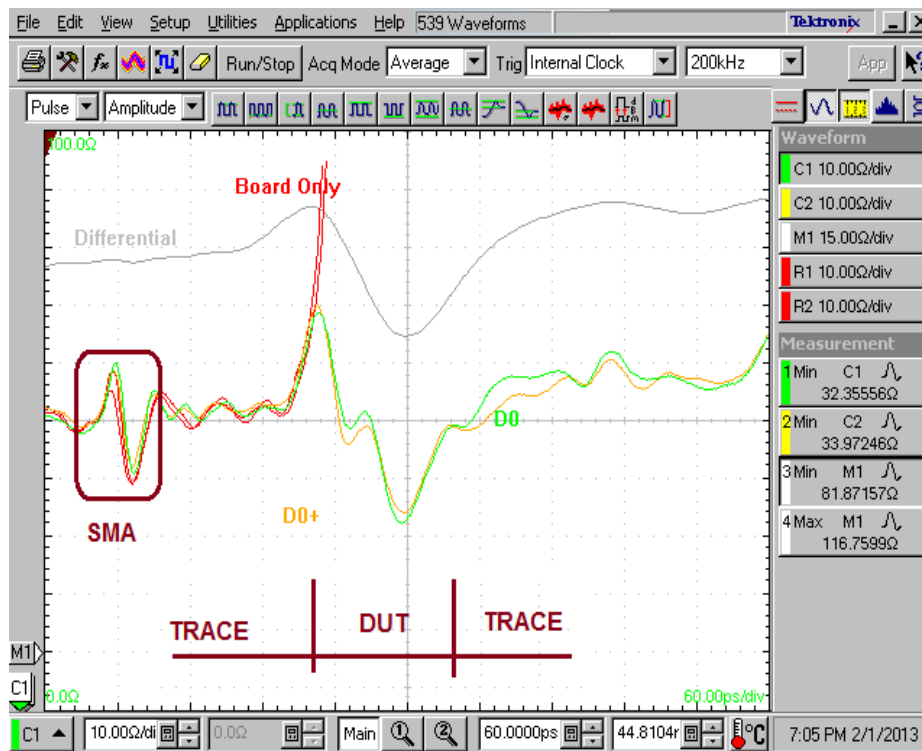 File Edit View Setup Utilities Applications Help 539 Waveforms Tektronix
Run/Stop Acq Mode Average Trig Internal Clock 200kHz App
Pulse Amplitude
100.0Ω
Board Only
Differential
D0
D0+
SMA
TRACE DUT TRACE
M1
C1
0.0Ω 60.00ps/div
Waveform
C1 10.00Ω/div
C2 10.00Ω/div
M1 15.00Ω/div
R1 10.00Ω/div
R2 10.00Ω/div
Measurement
1 Min C1
32.35556Ω
2 Min C2
33.97246Ω
3 Min M1
81.87157Ω
4 Max M1
116.7599Ω
C1 10.00Ω/di 0.0Ω Main 1 2 60.0000ps 44.8104r °C 7:05 PM 2/1/2013